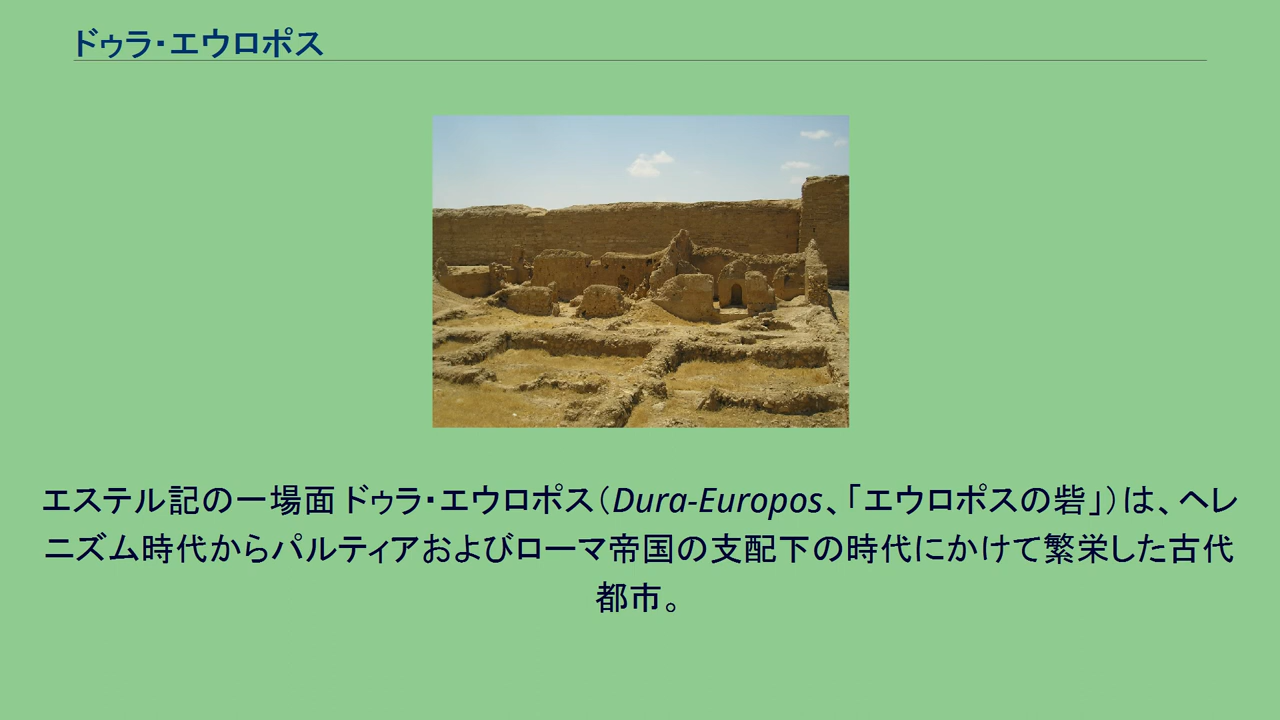 ドゥラ・エウロポス
エステル記の一場面 ドゥラ・エウロポス（Dura-Europos、「エウロポスの砦」）は、ヘレ
ニズム時代からパルティアおよびローマ帝国の支配下の時代にかけて繁栄した古代
都市。